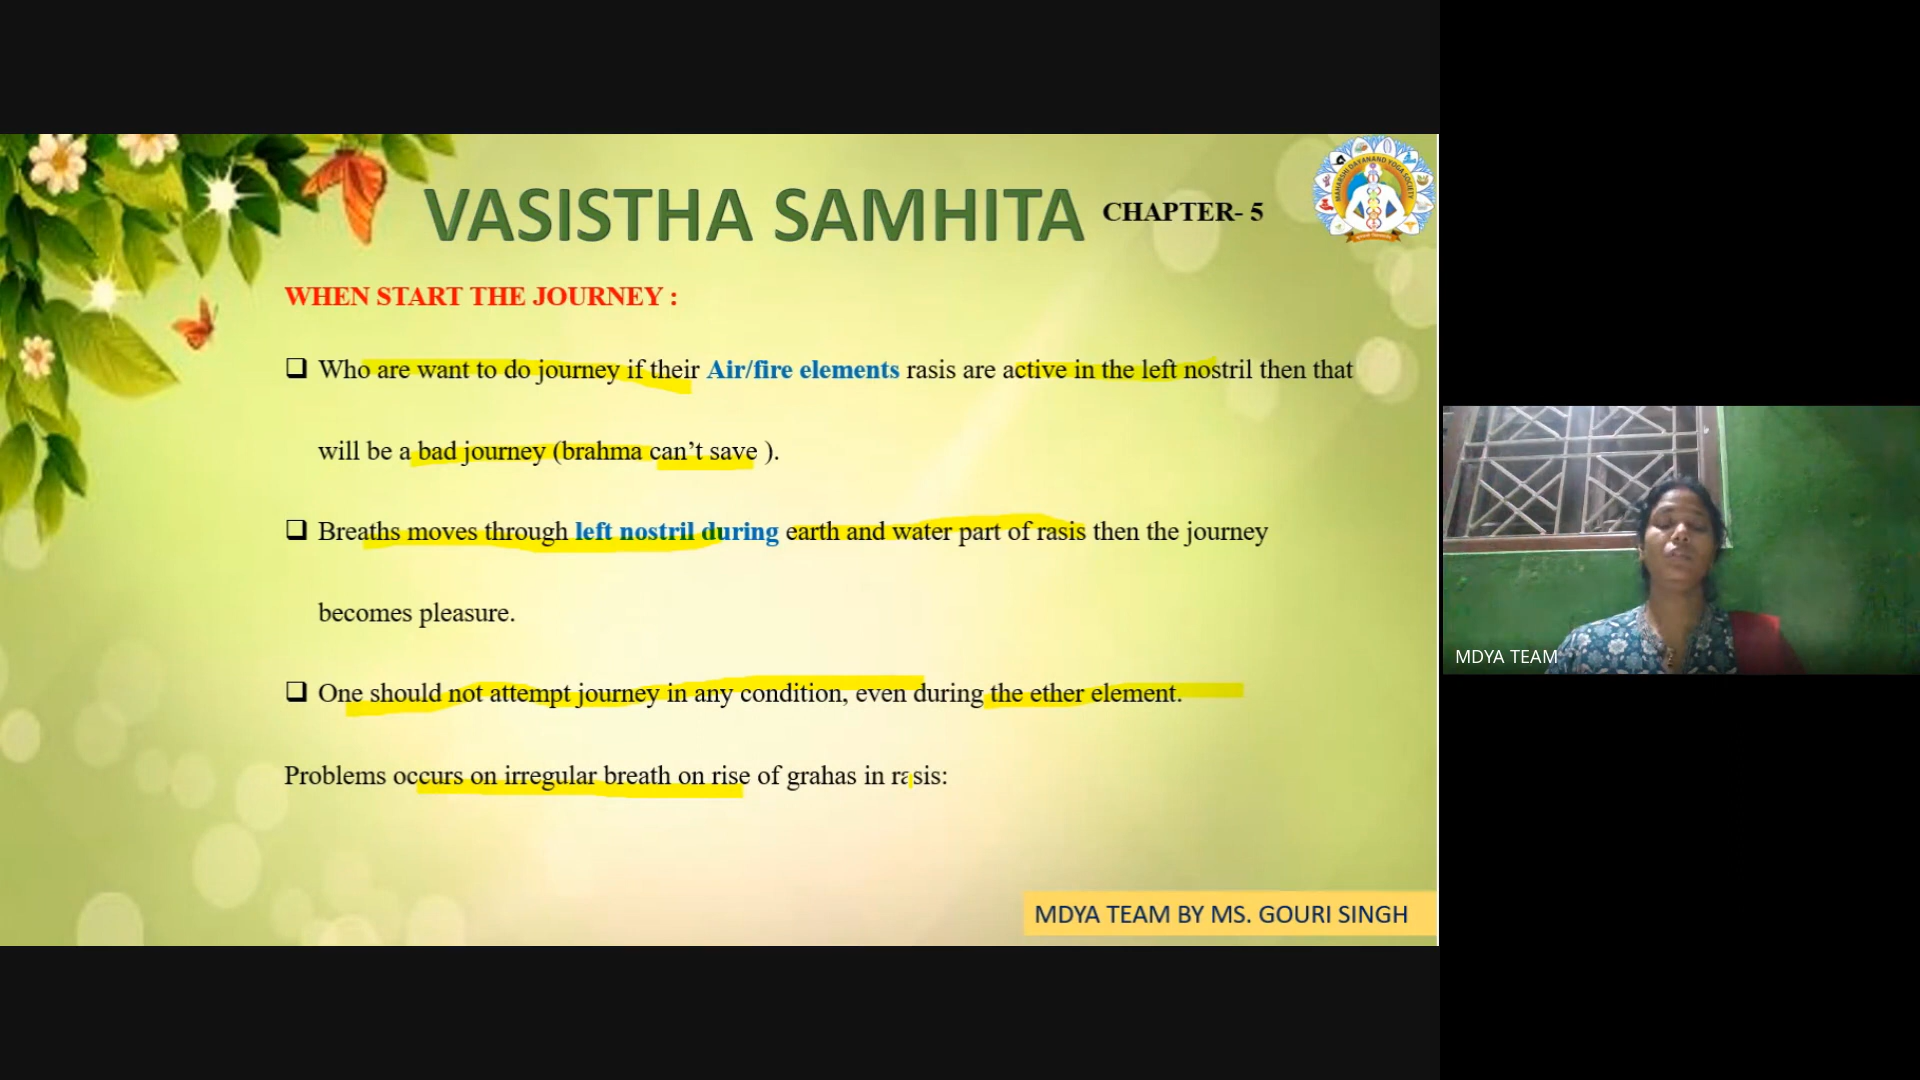 VASISTHA SAMHITA CHAPTER- 5
MAHARSHI DAYANAND YOGA SOCIETY
WHEN START THE JOURNEY :
❑ Who are want to do journey if their Air/fire elements rasis are active in the left nostril then that
will be a bad journey (brahma can’t save ).
❑ Breaths moves through left nostril during earth and water part of rasis then the journey
becomes pleasure.
❑ One should not attempt journey in any condition, even during the ether element.
Problems occurs on irregular breath on rise of grahas in rasis:
MDYA TEAM BY MS. GOURI SINGH
MDYA TEAM